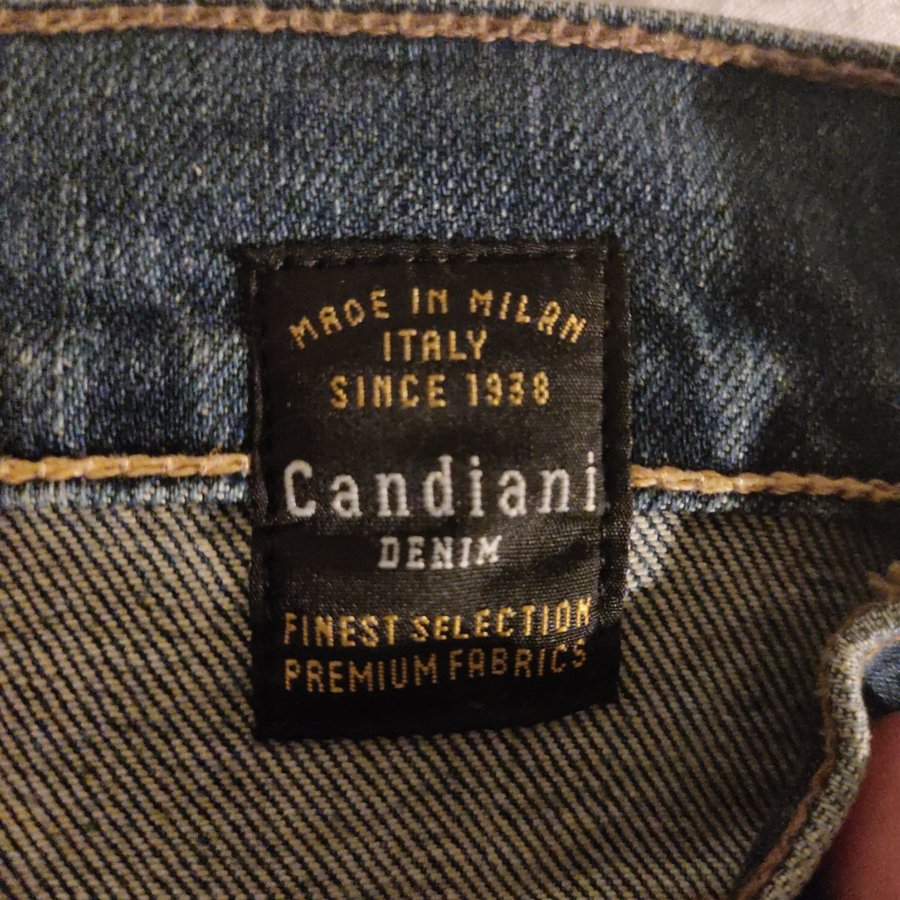 MADE IN MILAN
ITALY
SINCE 1938
Candiani
DENIM
FINEST SELECTION
PREMIUM FABRICS